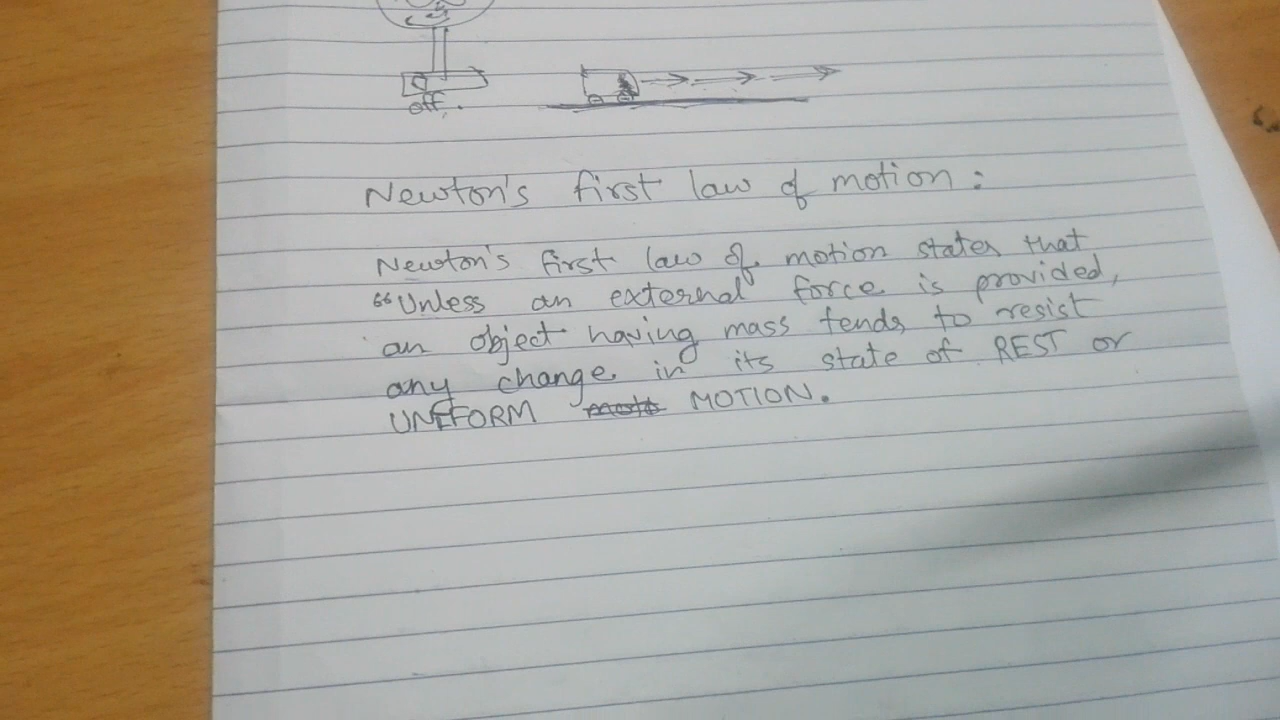 off.
Newton's first law of motion :
Newton's first law of motion states that
“Unless an external force is provided,
an object having mass tends to resist
any change in its state of REST or
UNIFORM MOTION.